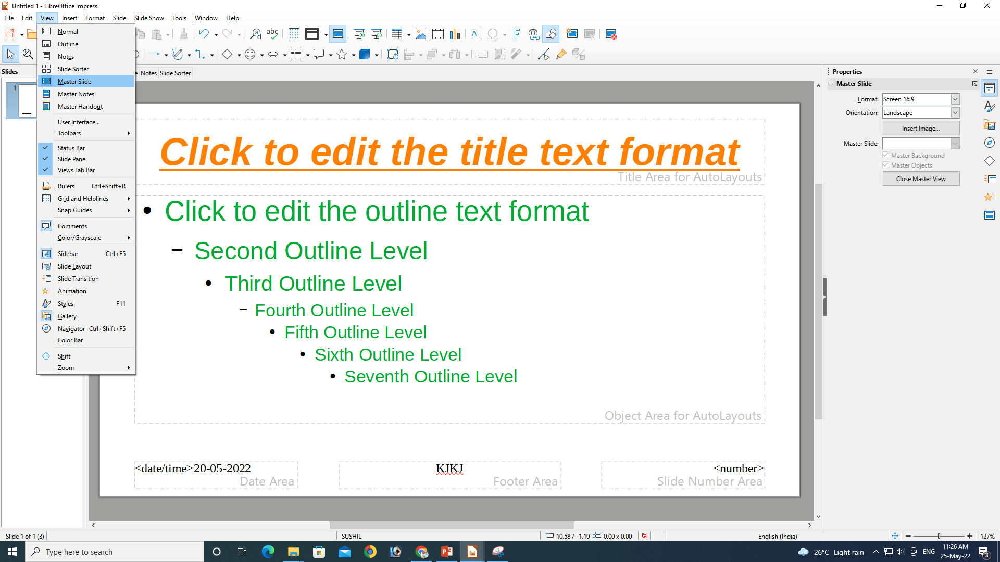 Untitled 1 - LibreOffice Impress
File Edit View Insert Format Slide Slide Show Tools Window Help
Normal
Outline
Notes
Slide Sorter
Master Slide
Master Notes
Master Handout
User Interface...
Toolbars
Status Bar
Slide Pane
Views Tab Bar
Rulers Ctrl+Shift+R
Grid and Helplines
Snap Guides
Comments
Color/Grayscale
Sidebar Ctrl+F5
Slide Layout
Slide Transition
Animation
Styles F11
Gallery
Navigator Ctrl+Shift+F5
Color Bar
Shift
Zoom
Slides
1
Notes Slide Sorter
Click to edit the title text format
Title Area for AutoLayouts
• Click to edit the outline text format
– Second Outline Level
• Third Outline Level
– Fourth Outline Level
• Fifth Outline Level
• Sixth Outline Level
• Seventh Outline Level
Object Area for AutoLayouts
<date/time>20-05-2022
Date Area
KJKJ
Footer Area
<number>
Slide Number Area
Properties
Master Slide
Format: Screen 16:9
Orientation: Landscape
Insert Image...
Master Slide:
Master Background
Master Objects
Close Master View
Slide 1 of 1 (3) SUSHIL 10.58 / -1.10 0.00 x 0.00 English (India) 127%
Type here to search
26°C Light rain ENG 11:26 AM
25-May-22
3